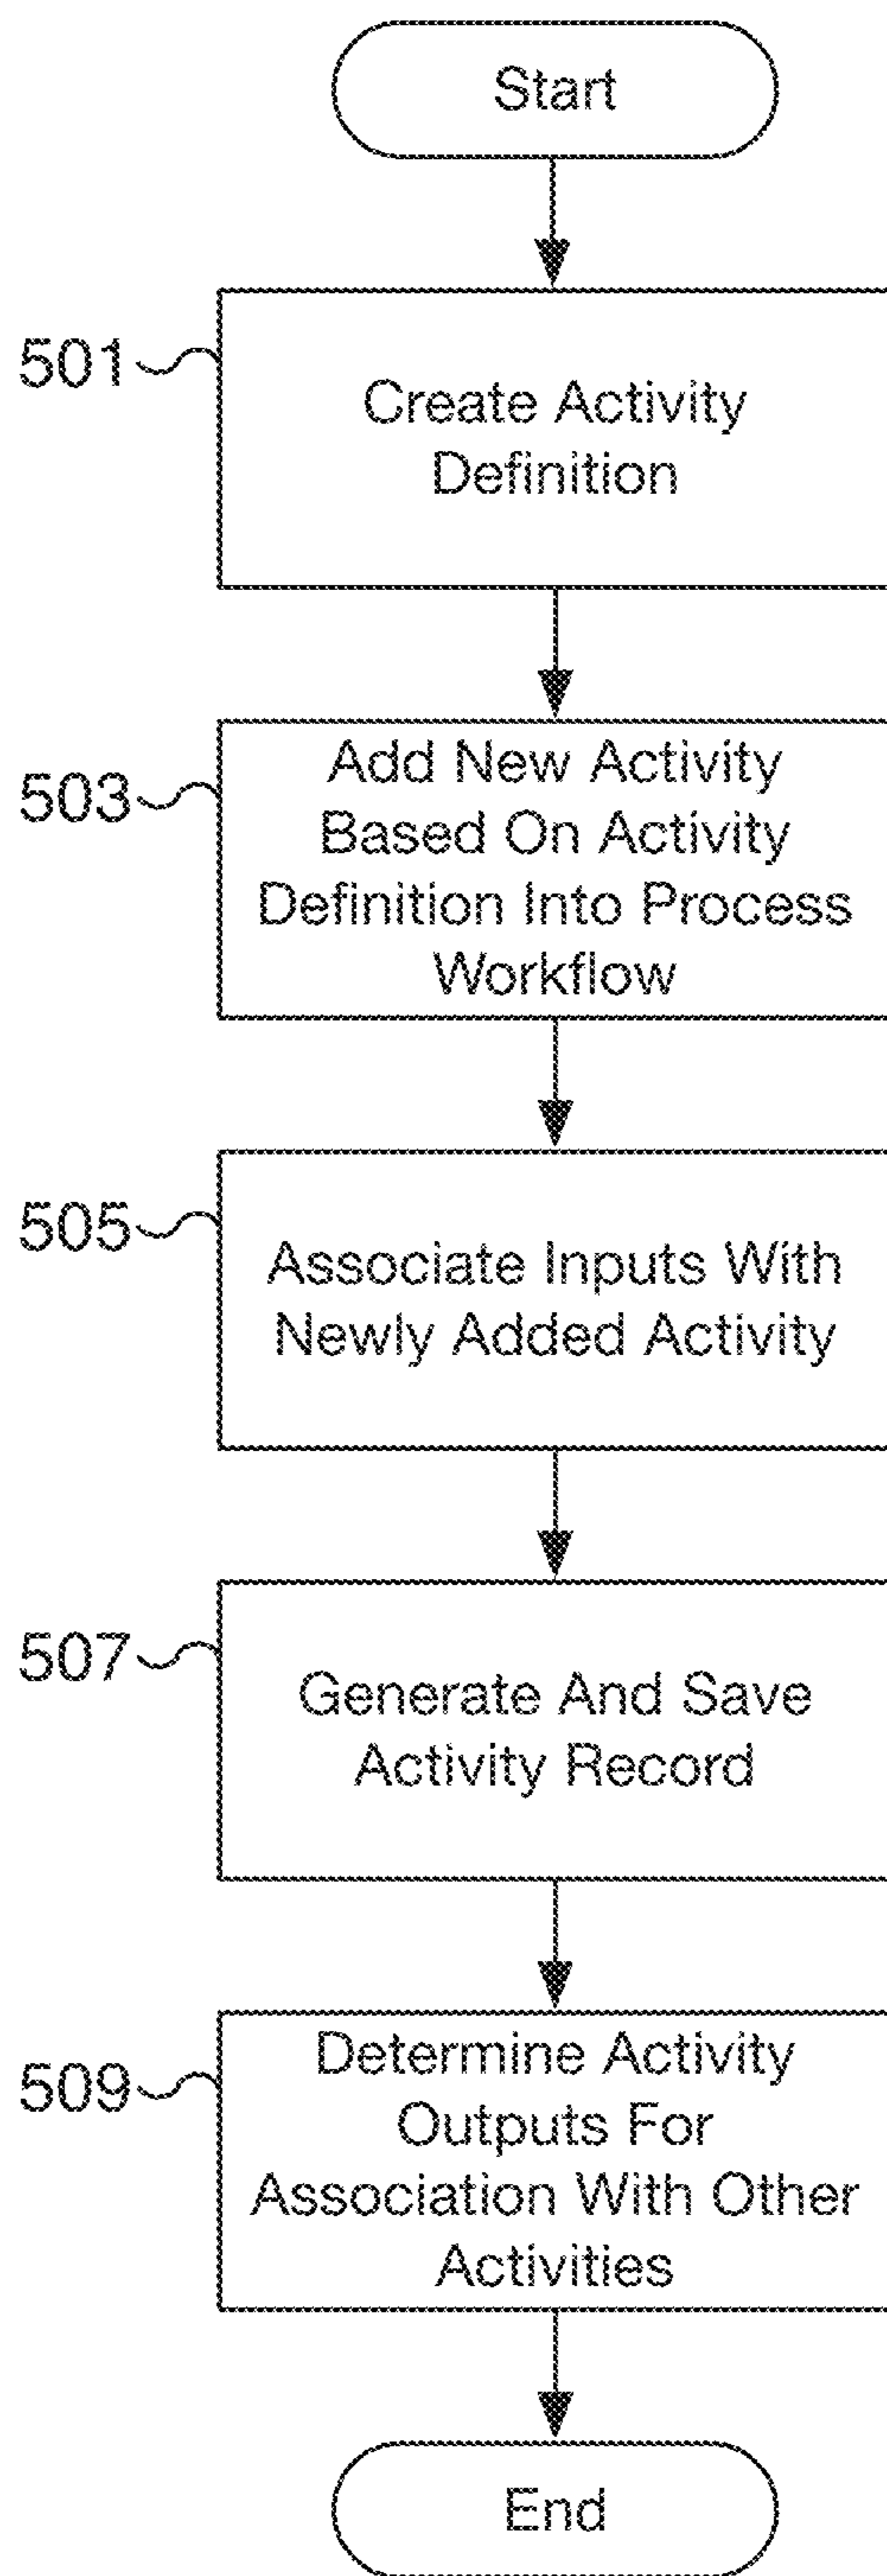 Start
501
Create Activity
Definition
503
Add New Activity
Based On Activity
Definition Into Process
Workflow
505
Associate Inputs With
Newly Added Activity
507
Generate And Save
Activity Record
509
Determine Activity
Outputs For
Association With Other
Activities
End